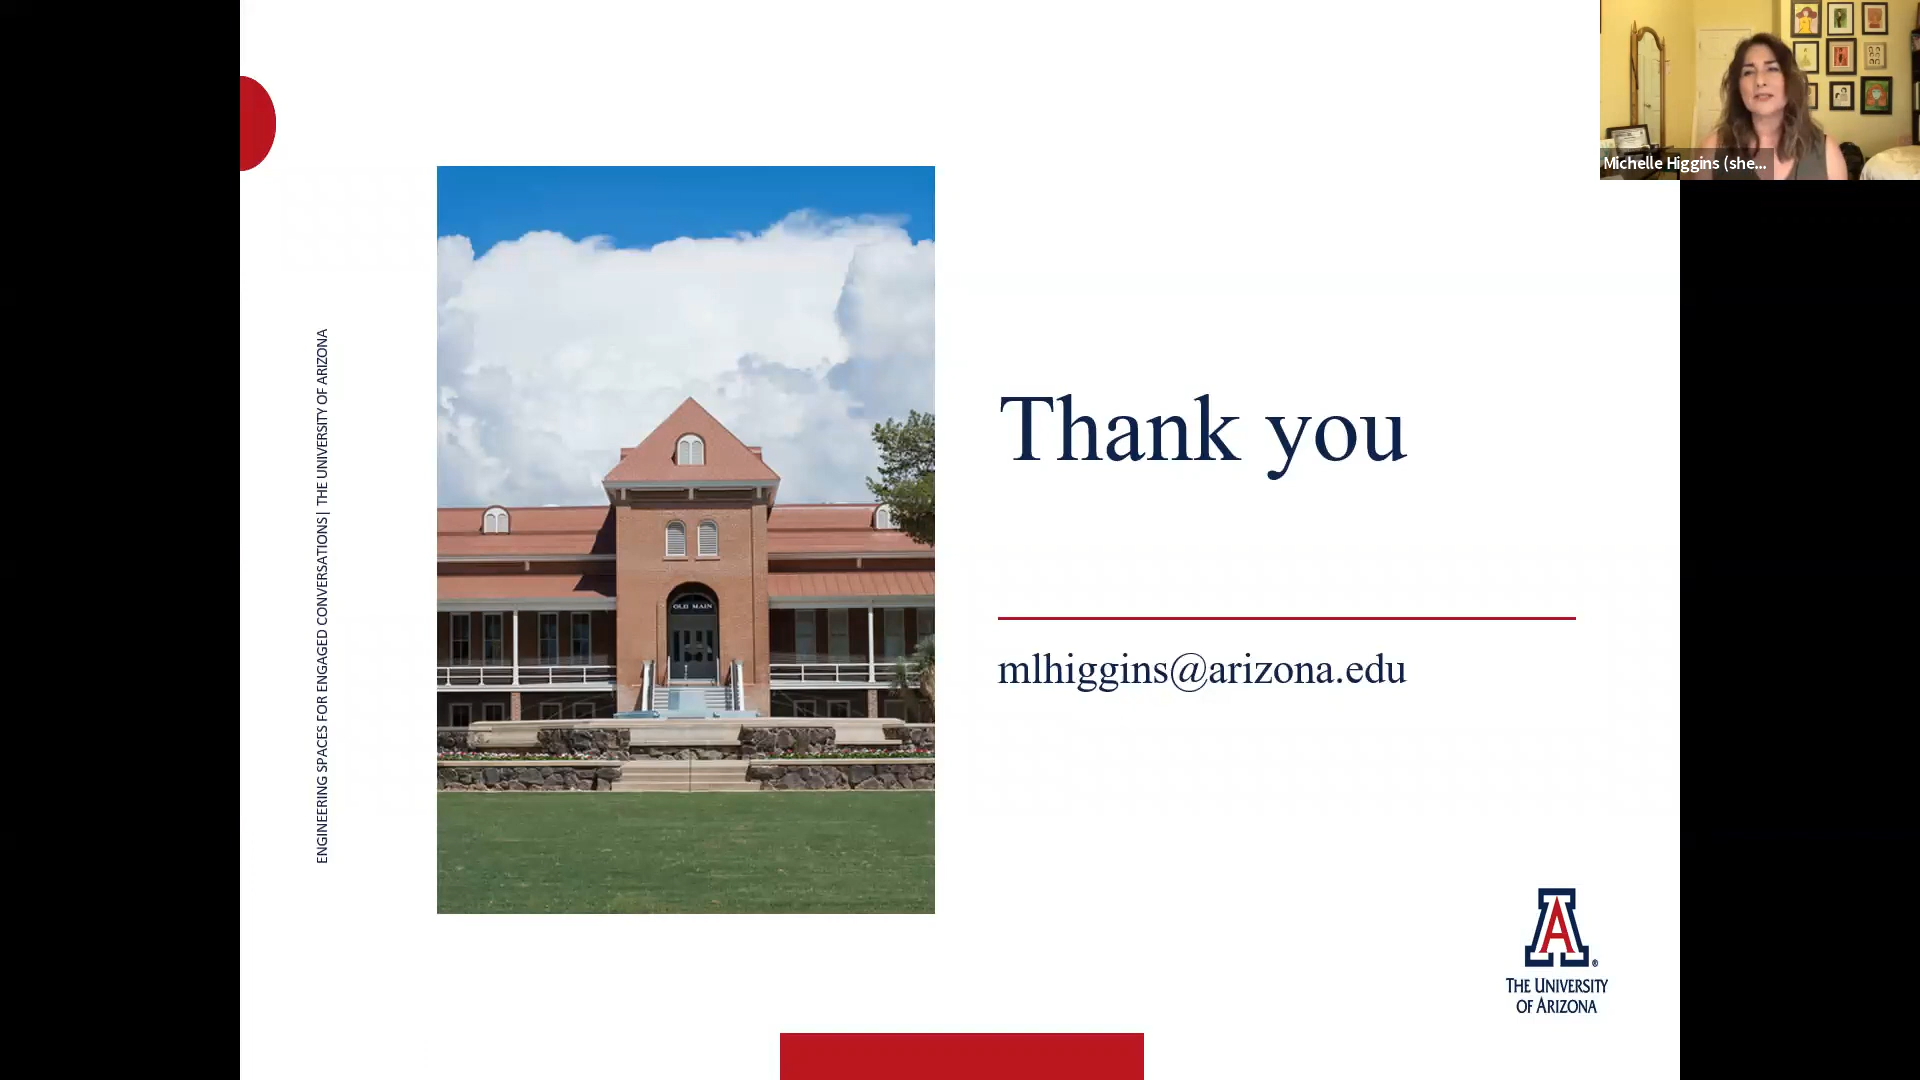 Michelle Higgins (she...
ENGINEERING SPACES FOR ENGAGED CONVERSATIONS| THE UNIVERSITY OF ARIZONA
OLD MAIN
Thank you
mlhiggins@arizona.edu
A®
THE UNIVERSITY
OF ARIZONA